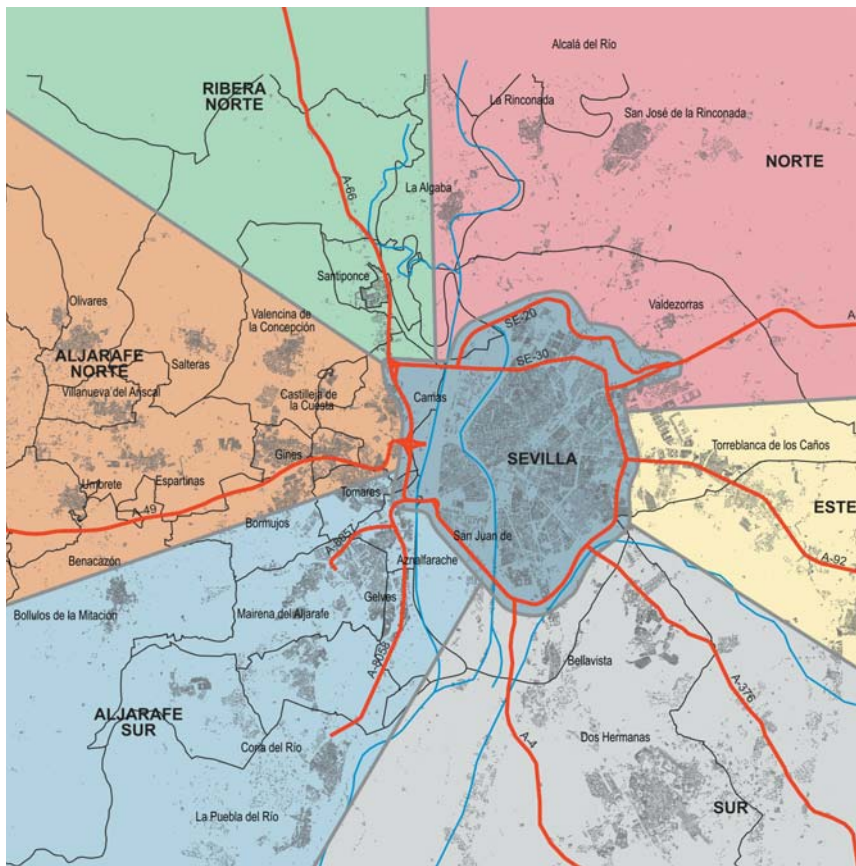 Alcalá del Río
RIBERA
NORTE
La Rinconada
San José de la Rinconada
NORTE
A-66
La Algaba
Santiponce
Olivares
Valencina de
la Concepción
Valdezorras
SE-20
A
ALJARAFE
NORTE
Salteras
SE-30
Villanueva del Ariscal
Castilleja de
la Cuesta
Camas
Torreblanca de los Caños
Gines
SEVILLA
Umbrete
Espartinas
Tomares
A-49
ESTE
Bormujos
A-8057
San Juan de
Aznalfarache
Benacazón
A-92
Gelves
Bollulos de la Mitación
Mairena del Aljarafe
A-8058
Bellavista
A-376
ALJARAFE
SUR
Coria del Río
A-4
Dos Hermanas
La Puebla del Río
SUR